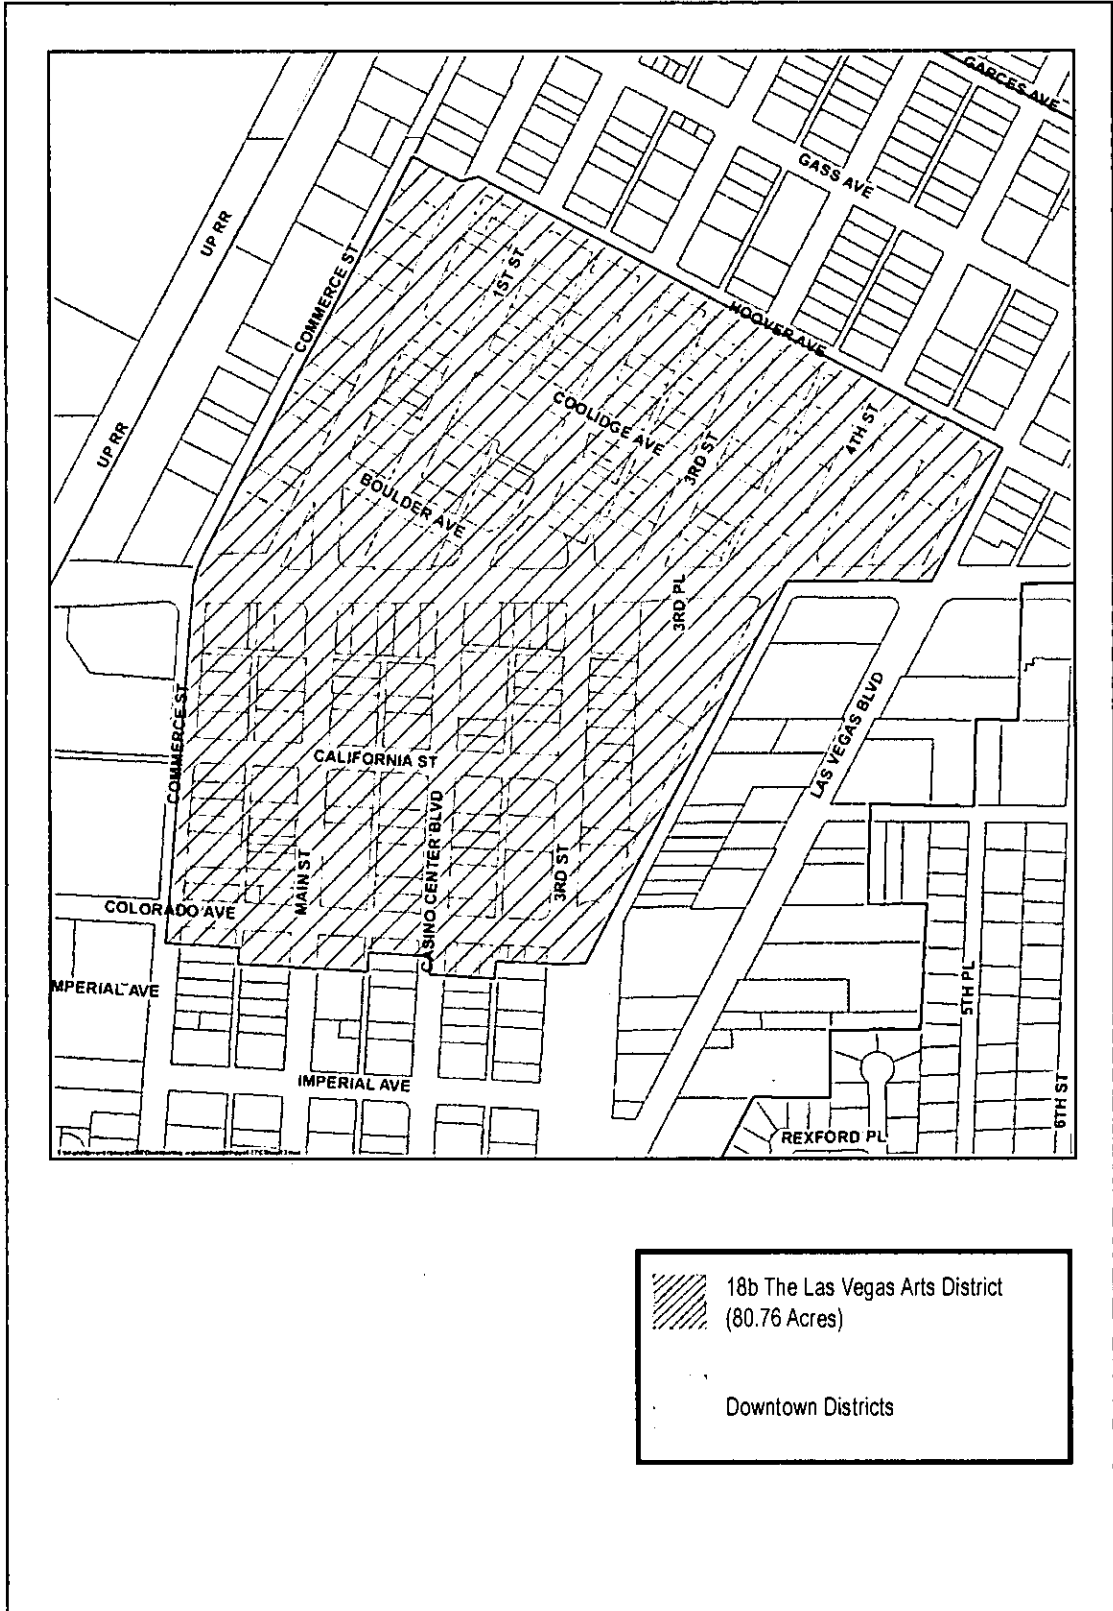 GARCES AVE
GASS AVE
UP RR
COMMERCE ST
1ST ST
HOOVER AVE
COOLIDGE AVE
3RD ST
4TH ST
UP RR
BOULDER AVE
3RD PL
COMMERCE ST
CALIFORNIA ST
LAS VEGAS BLVD
CASINO CENTER BLVD
MAIN ST
3RD ST
COLORADO AVE
MPERIAL AVE
5TH PL
IMPERIAL AVE
6TH ST
REXFORD PL
18b The Las Vegas Arts District
(80.76 Acres)
Downtown Districts